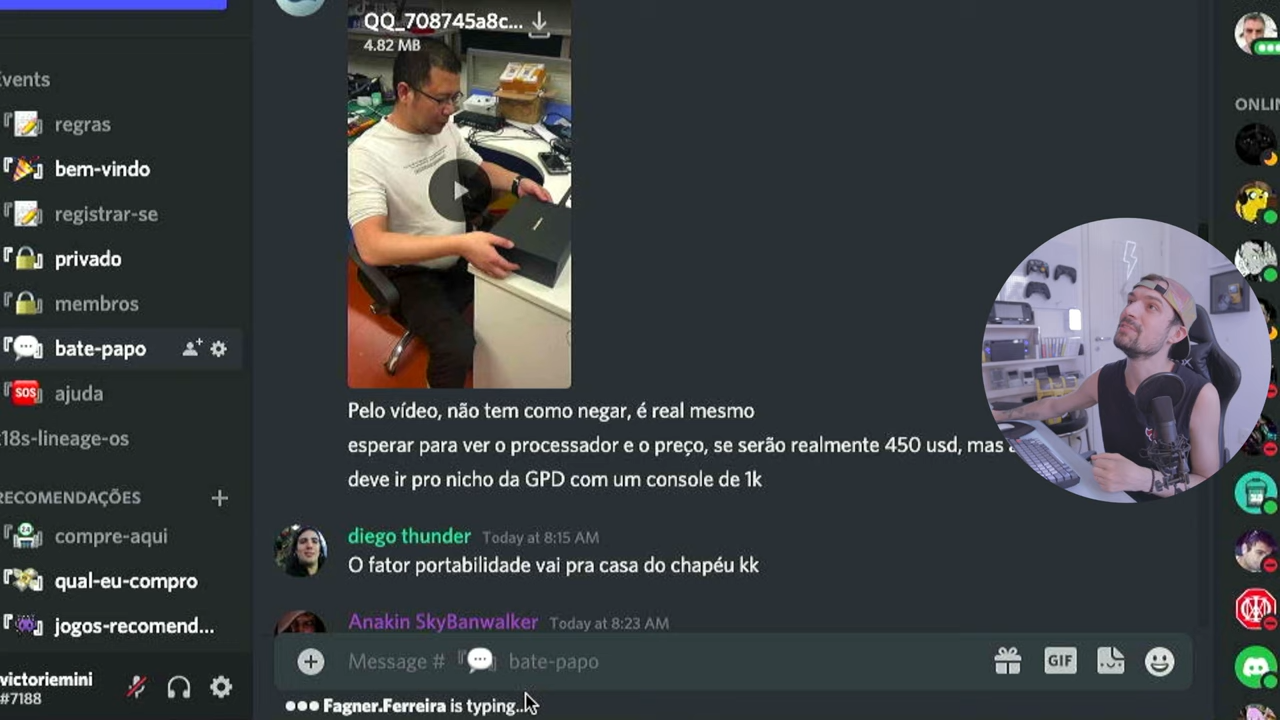 Events
regras
bem-vindo
registrar-se
privado
membros
bate-papo
SOS ajuda
18s-lineage-os
RECOMENDAÇÕES
compre-aqui
qual-eu-compro
jogos-recomend...
victoriemini
#7188
QQ_708745a8c...
4.82 MB
Pelo vídeo, não tem como negar, é real mesmo
esperar para ver o processador e o preço, se serão realmente 450 usd, mas
deve ir pro nicho da GPD com um console de 1k
diego thunder Today at 8:15 AM
O fator portabilidade vai pra casa do chapéu kk
Anakin SkyBanwalker Today at 8:23 AM
Message # bate-papo
GIF
Fagner.Ferreira is typing...
ONLI